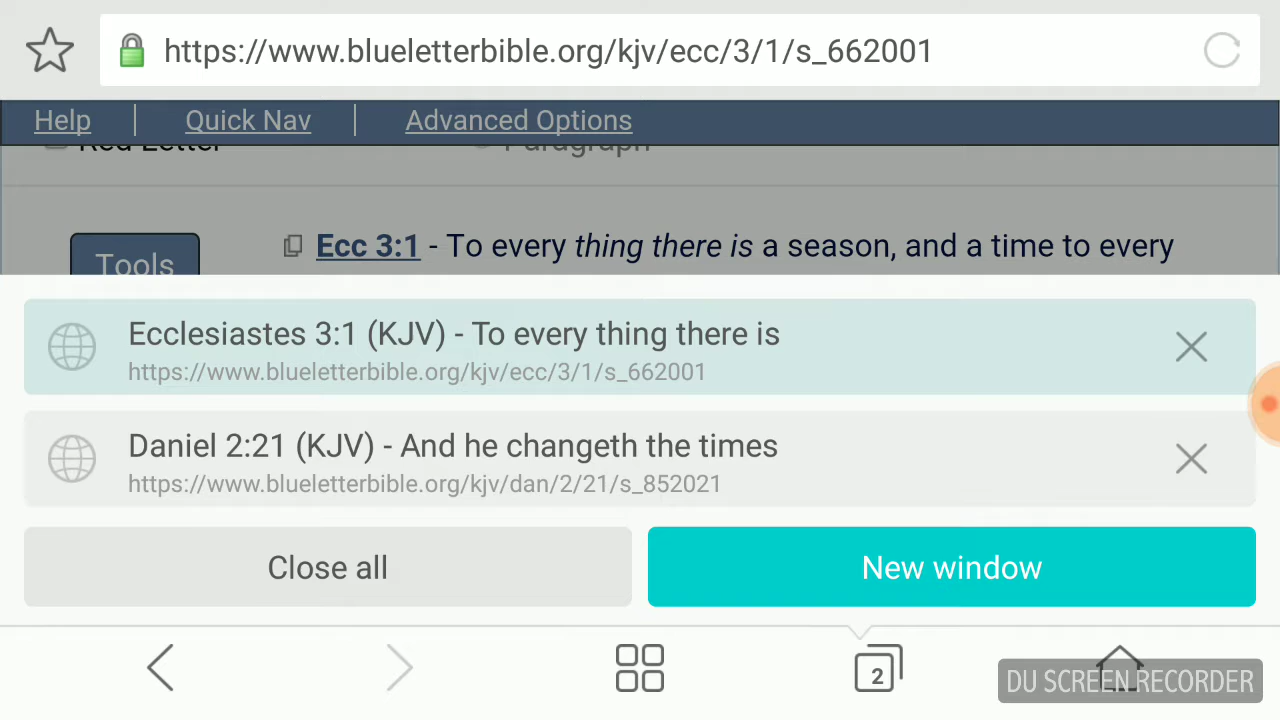 https://www.blueletterbible.org/kjv/ecc/3/1/s_662001
Help Quick Nav Advanced Options
Red Letter Paragraph
Tools
Ecc 3:1 - To every thing there is a season, and a time to every
Ecclesiastes 3:1 (KJV) - To every thing there is
https://www.blueletterbible.org/kjv/ecc/3/1/s_662001
Daniel 2:21 (KJV) - And he changeth the times
https://www.blueletterbible.org/kjv/dan/2/21/s_852021
Close all New window
2
DU SCREEN RECORDER